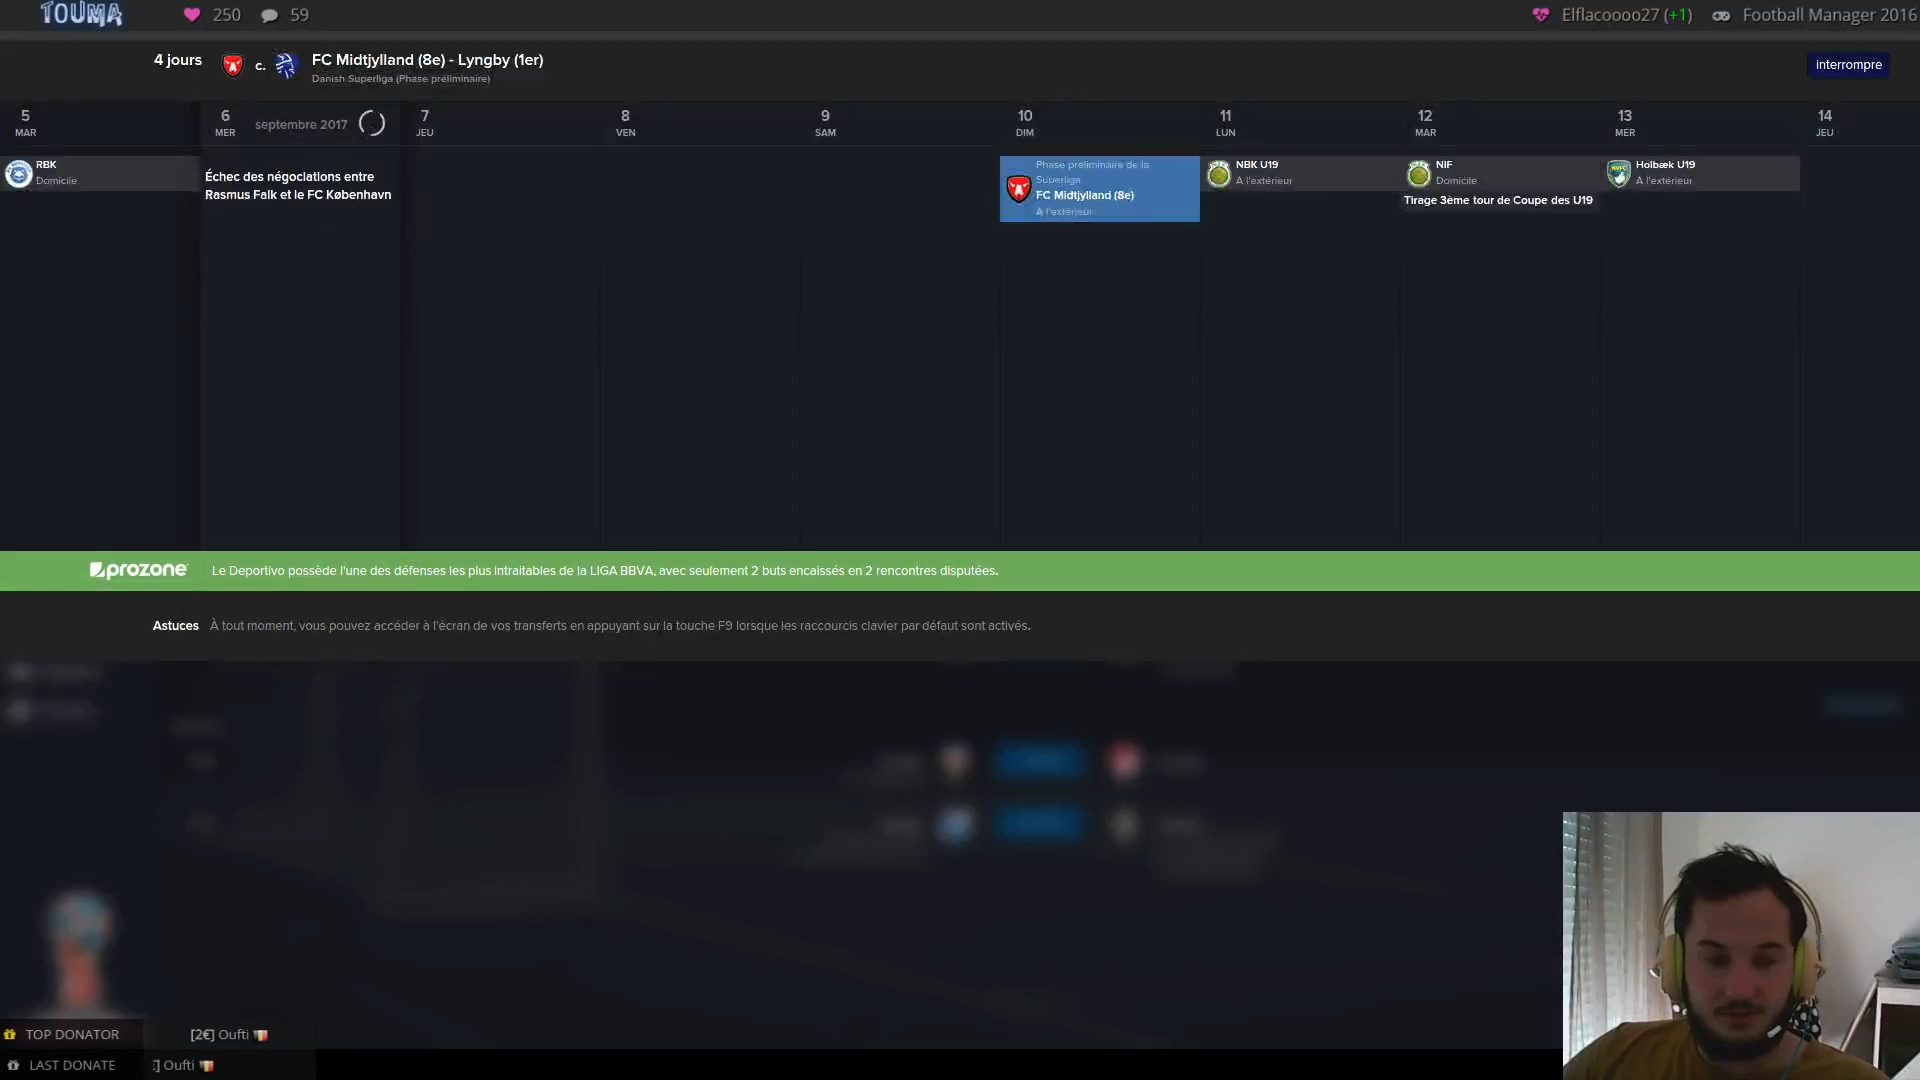 TOUMA
250 59
Elflacoooo27 (+1) Football Manager 2016
4 jours
c.
FC Midtjylland (8e) - Lyngby (1er)
Danish Superliga (Phase préliminaire)
interrompre
5
MAR
6
MER
septembre 2017
7
JEU
8
VEN
9
SAM
10
DIM
11
LUN
12
MAR
13
MER
14
JEU
RBK
Domicile
Échec des négociations entre
Rasmus Falk et le FC København
Phase préliminaire de la
Superliga
FC Midtjylland (8e)
À l'extérieur
NBK U19
À l'extérieur
NIF
Domicile
Tirage 3ème tour de Coupe des U19
Holbæk U19
À l'extérieur
prozone
Le Deportivo possède l'une des défenses les plus intraitables de la LIGA BBVA, avec seulement 2 buts encaissés en 2 rencontres disputées.
Astuces À tout moment, vous pouvez accéder à l'écran de vos transferts en appuyant sur la touche F9 lorsque les raccourcis clavier par défaut sont activés.
TOP DONATOR [2€] Oufti
LAST DONATE ] Oufti